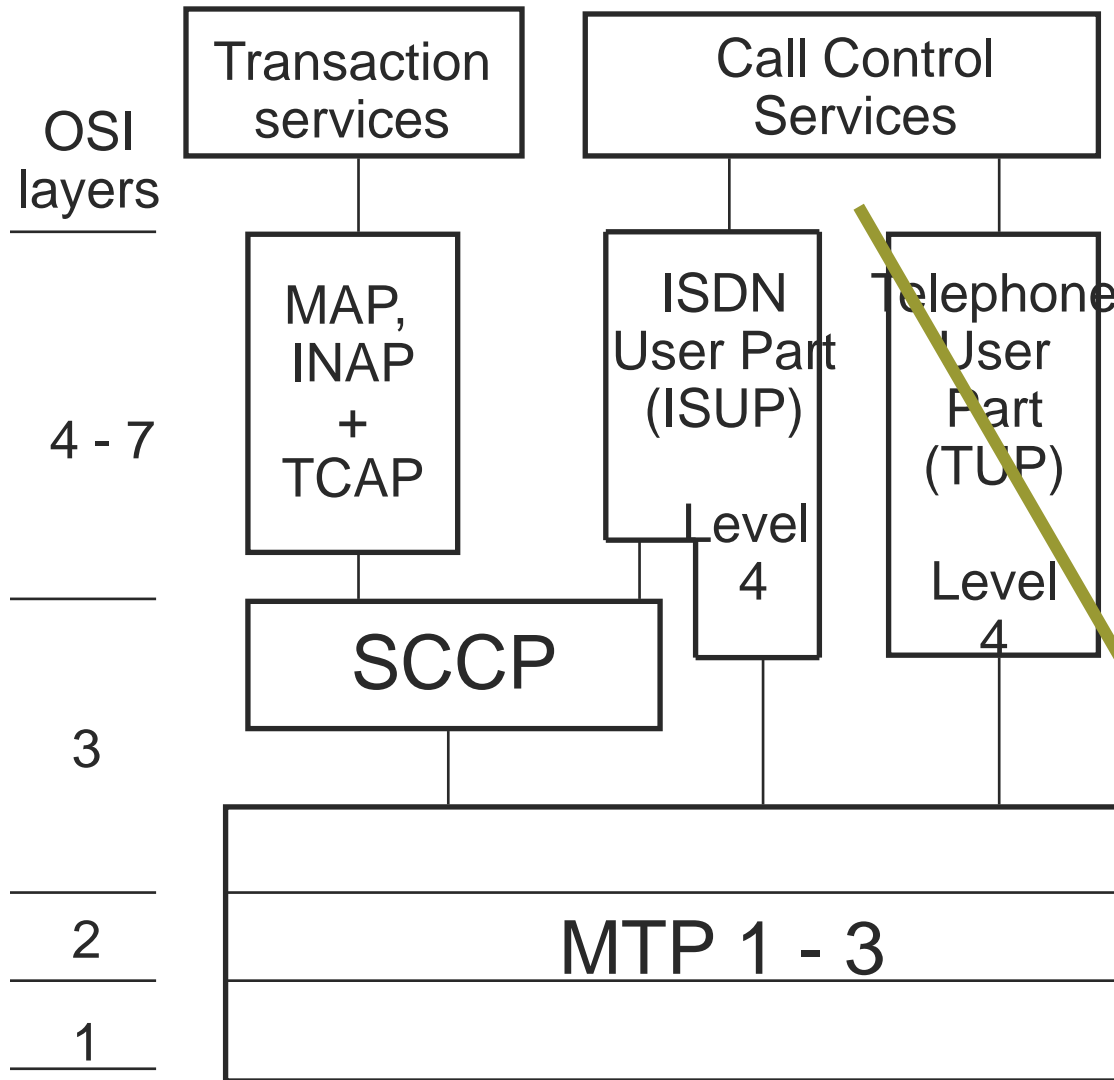 Transaction
services
Call Control
Services
OSI
layers
MAP,
INAP
+
TCAP
ISDN
User Part
(ISUP)
Level
4
Telephone
User
Part
(TUP)
Level
4
4 - 7
SCCP
3
MTP 1 - 3
2
1